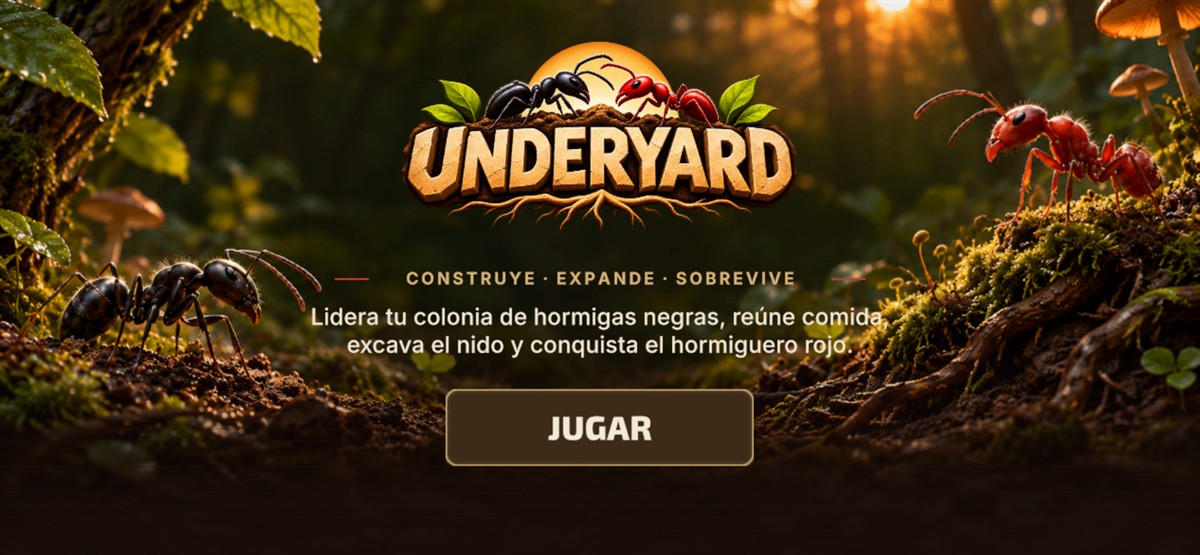 UNDERYARD
CONSTRUYE · EXPANDE · SOBREVIVE
Lidera tu colonia de hormigas negras, reúne comida,
excava el nido y conquista el hormiguero rojo.
JUGAR